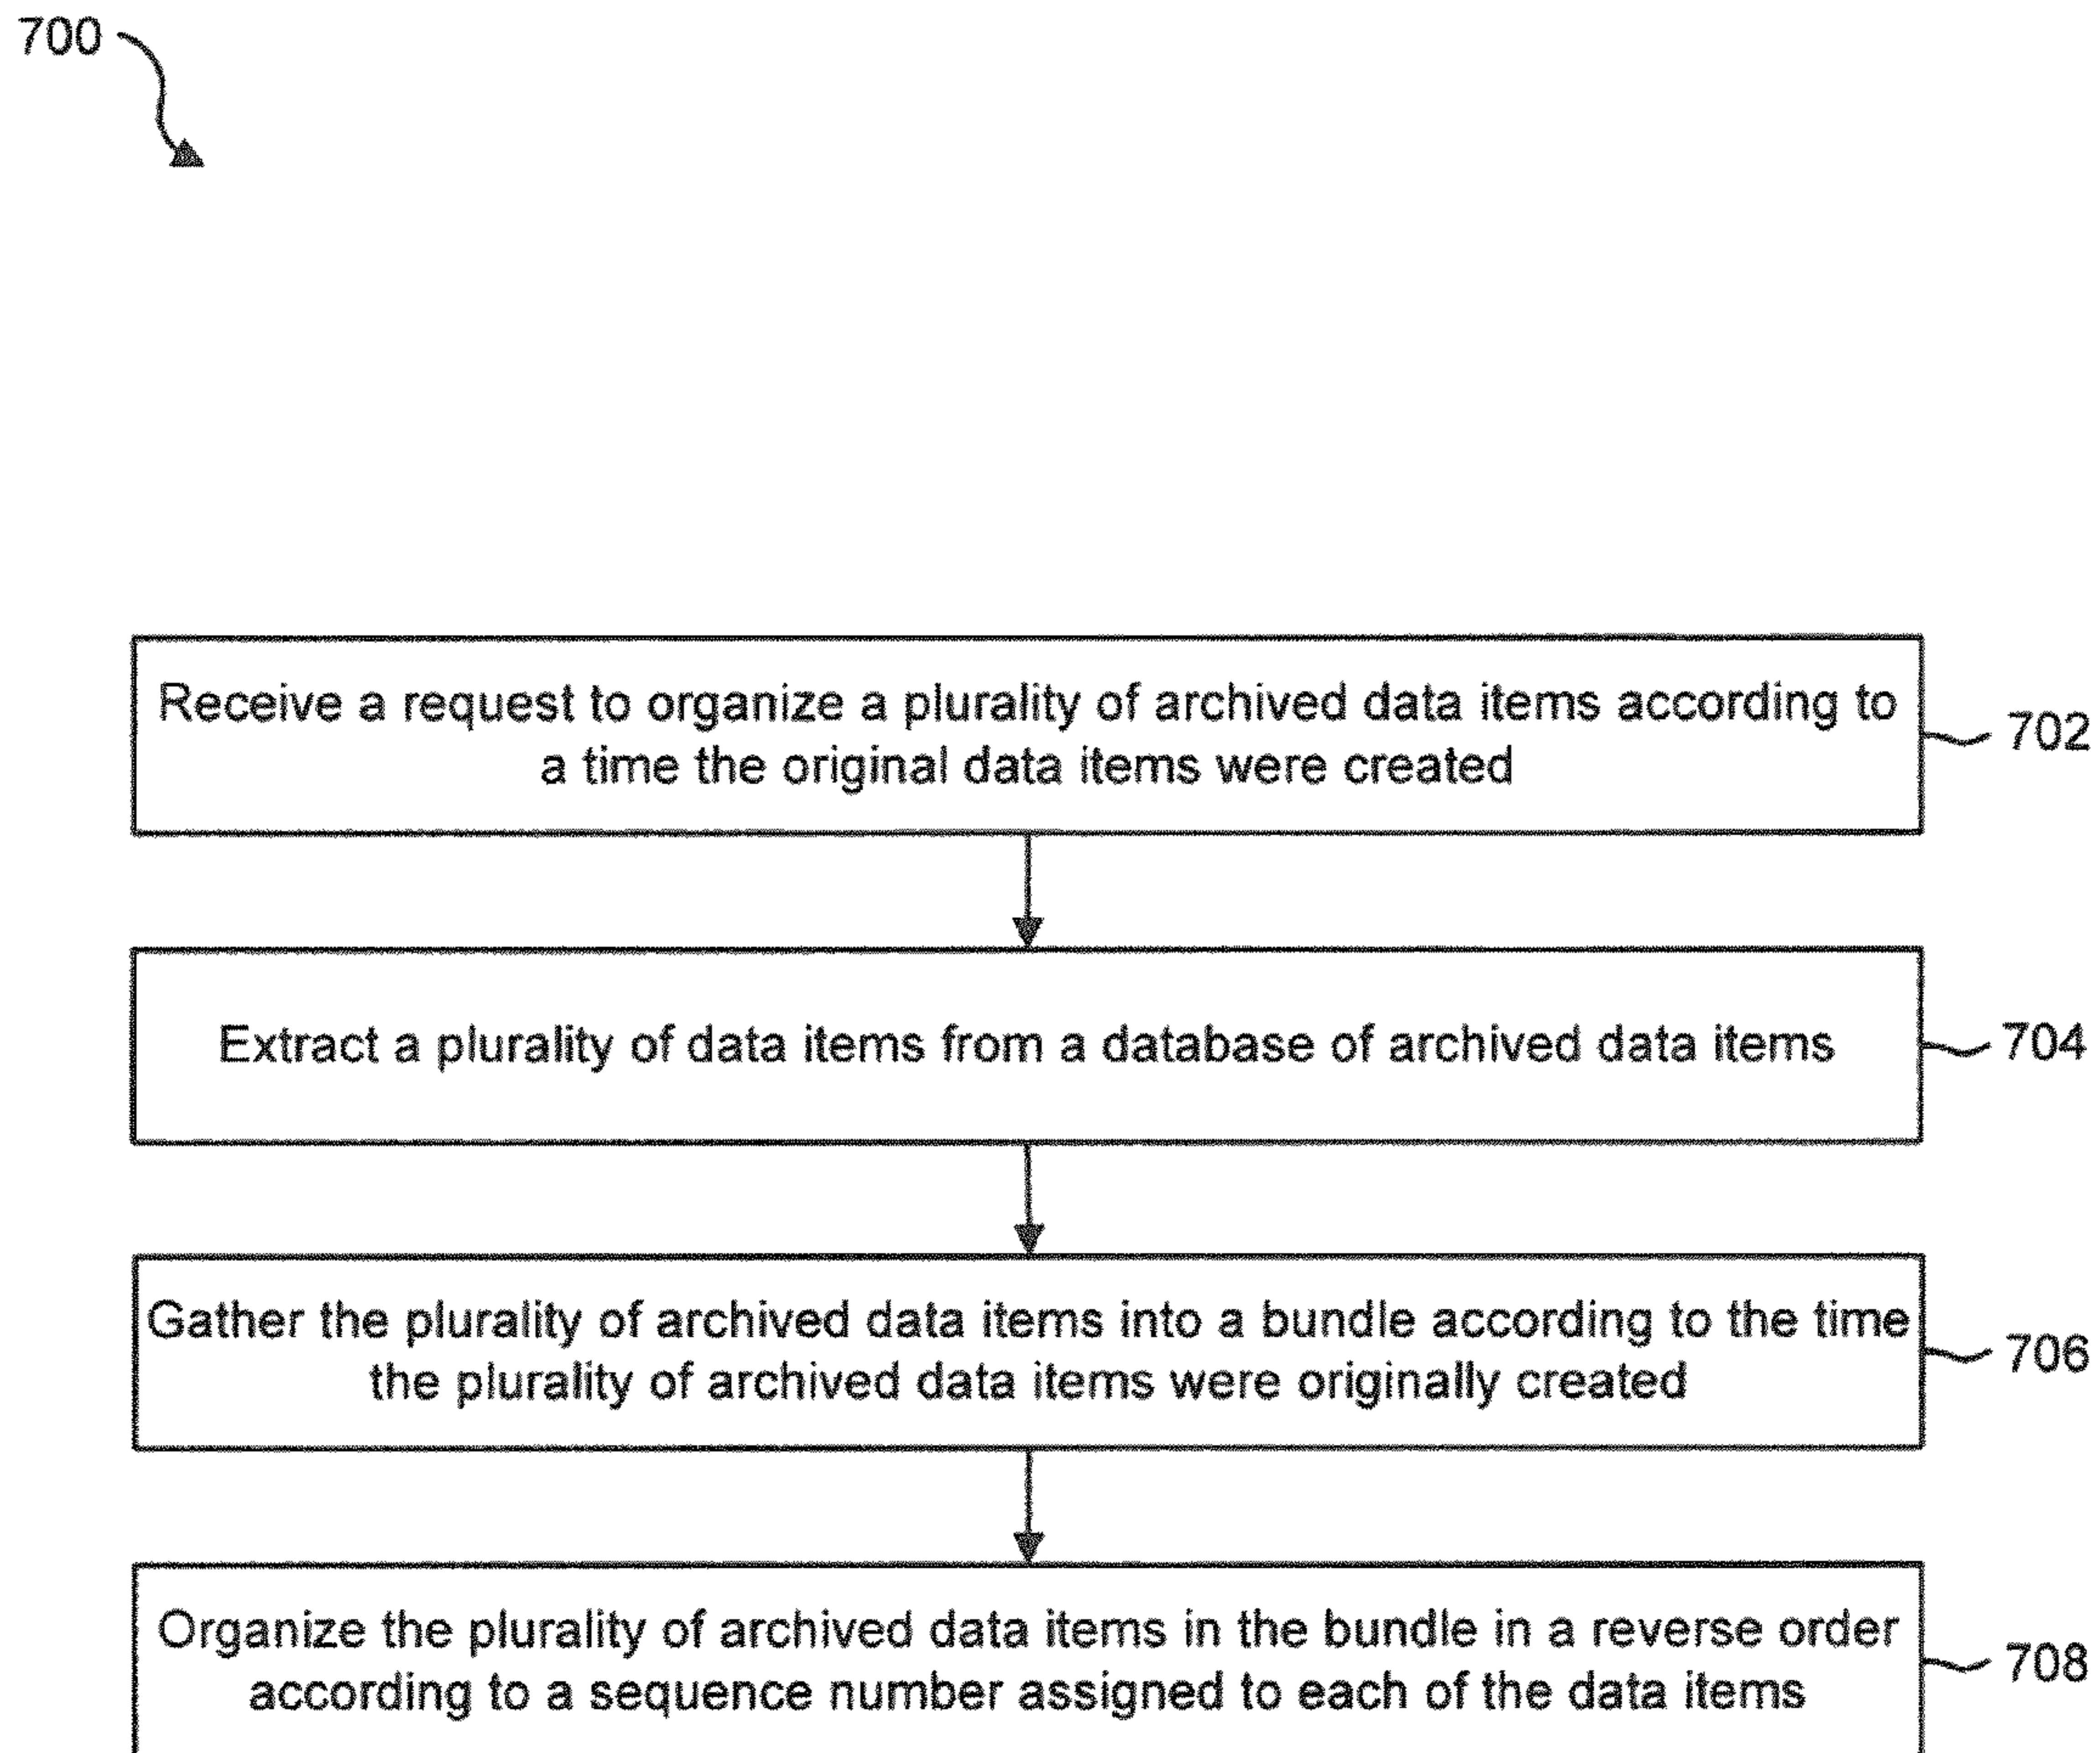 700
Receive a request to organize a plurality of archived data items according to
a time the original data items were created
702
Extract a plurality of data items from a database of archived data items
704
Gather the plurality of archived data items into a bundle according to the time
the plurality of archived data items were originally created
706
Organize the plurality of archived data items in the bundle in a reverse order
according to a sequence number assigned to each of the data items
708